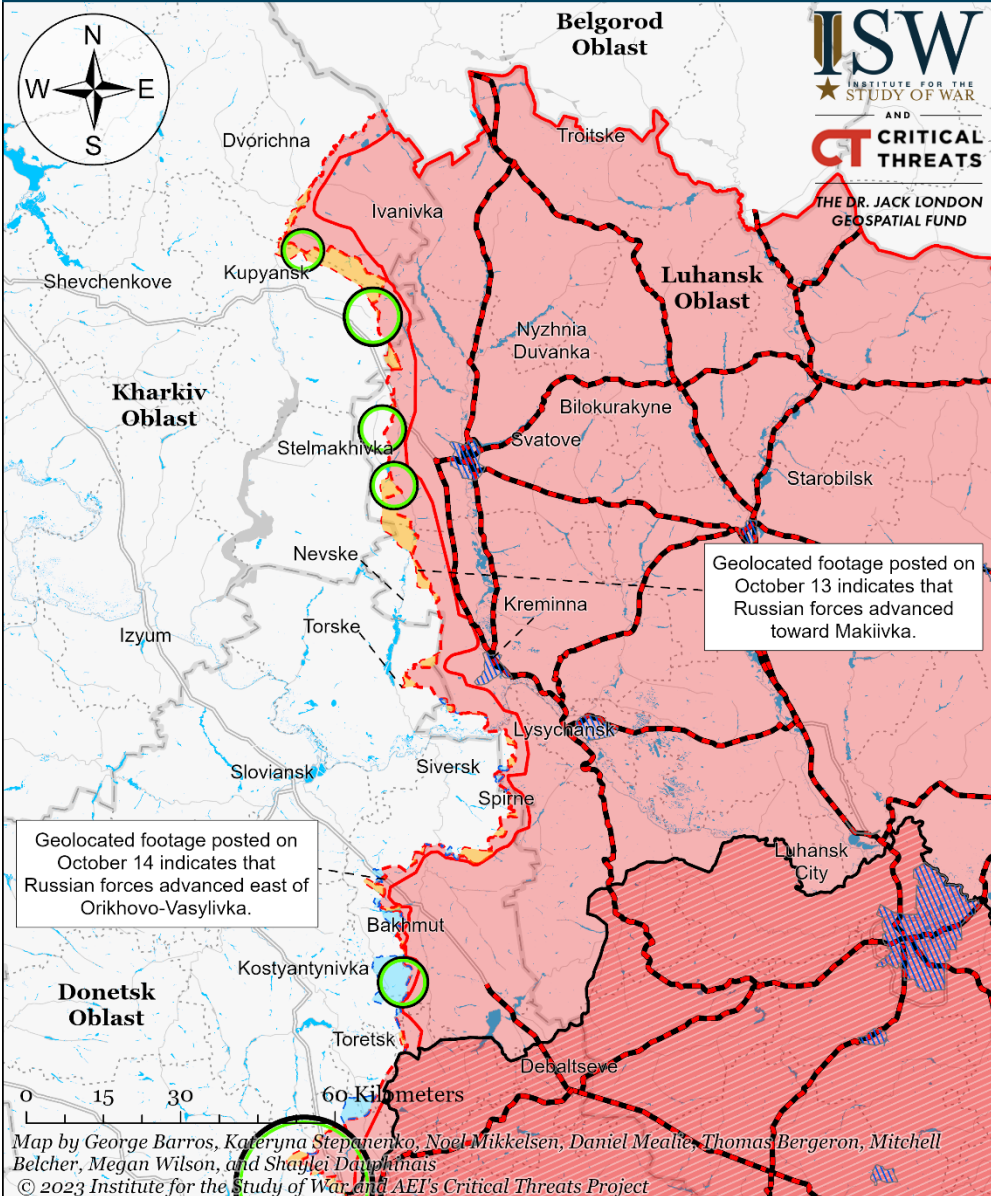 N
W
E
S
Belgorod
Oblast
ISW
INSTITUTE FOR THE
STUDY OF WAR
AND
CT CRITICAL
THREATS
THE DR. JACK LONDON
GEOSPATIAL FUND
Dvorichna
Troitske
Ivanivka
Kupyansk
Shevchenkove
Luhansk
Oblast
Nyzhnia
Duvanka
Kharkiv
Oblast
Bilokurakyne
Svatove
Stelmakhivka
Starobilsk
Nevske
Geolocated footage posted on
October 13 indicates that
Russian forces advanced
toward Makiivka.
Kreminna
Torske
Izyum
Lysychansk
Siversk
Sloviansk
Spirne
Geolocated footage posted on
October 14 indicates that
Russian forces advanced east of
Orikhovo-Vasylivka.
Luhansk
City
Bakhmut
Kostyantynivka
Donetsk
Oblast
Toretsk
Debaltseve
0 15 30 60 Kilometers
Map by George Barros, Kateryna Stepanenko, Noel Mikkelsen, Daniel Mealie, Thomas Bergeron, Mitchell
Belcher, Megan Wilson, and Shaylei Dauphinais
© 2023 Institute for the Study of War and AEI's Critical Threats Project